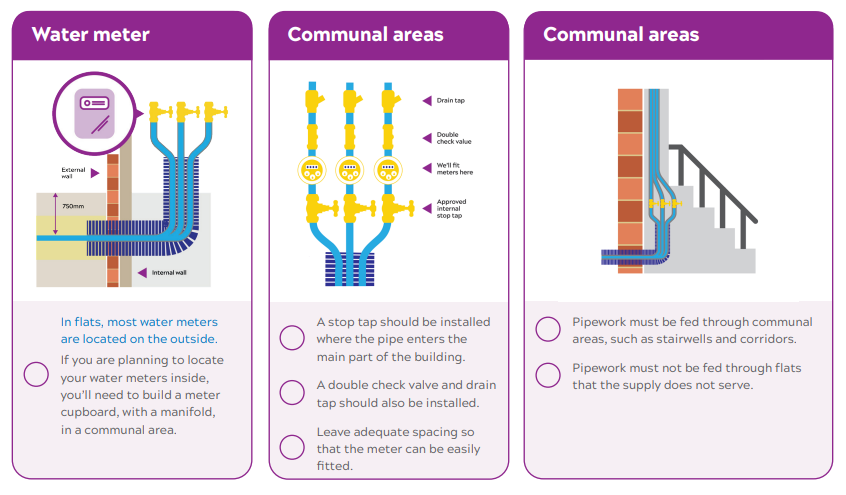 Water meter
External
wall
750mm
Internal wall
In flats, most water meters
are located on the outside.
If you are planning to locate
your water meters inside,
you'll need to build a meter
cupboard, with a manifold,
in a communal area.
Communal areas
Drain tap
Double
check value
We'll fit
meters here
Approved
internal
stop tap
A stop tap should be installed
where the pipe enters the
main part of the building.
A double check valve and drain
tap should also be installed.
Leave adequate spacing so
that the meter can be easily
fitted.
Communal areas
Pipework must be fed through communal
areas, such as stairwells and corridors.
Pipework must not be fed through flats
that the supply does not serve.